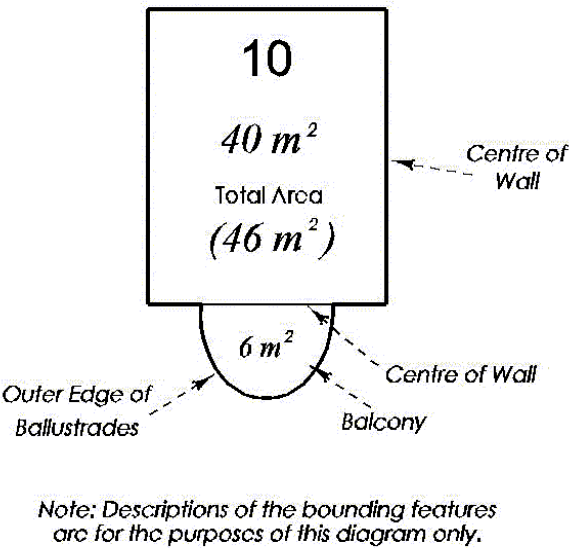 10
40 m²
Total Area
(46 m²)
Centre of
Wall
6 m²
Centre of Wall
Outer Edge of
Ballustrades
Balcony
Note: Descriptions of the bounding features
are for the purposes of this diagram only.